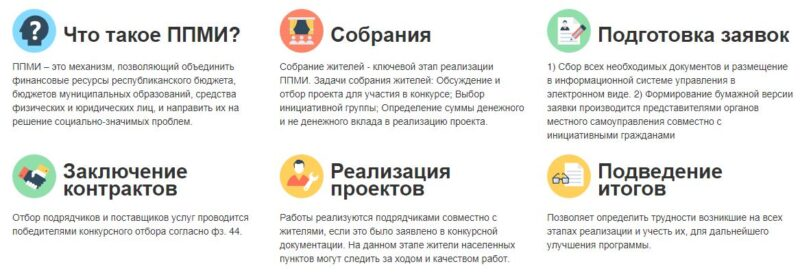 Что такое ППМИ?
ППМИ – это механизм, позволяющий объединить
финансовые ресурсы республиканского бюджета,
бюджетов муниципальных образований, средства
физических и юридических лиц, и направить их на
решение социально-значимых проблем.
Собрания
Собрание жителей - ключевой этап реализации
ППМИ. Задачи собрания жителей: Обсуждение и
отбор проекта для участия в конкурсе; Выбор
инициативной группы; Определение суммы денежного
и не денежного вклада в реализацию проекта.
Подготовка заявок
1) Сбор всех необходимых документов и размещение
в информационной системе управления в
электронном виде. 2) Формирование бумажной версии
заявки производится представителями органов
местного самоуправления совместно с
инициативными гражданами
Заключение
контрактов
Отбор подрядчиков и поставщиков услуг проводится
победителями конкурсного отбора согласно фз. 44.
Реализация
проектов
Работы реализуются подрядчиками совместно с
жителями, если это было заявлено в конкурсной
документации. На данном этапе жители населенных
пунктов могут следить за ходом и качеством работ.
Подведение
итогов
Позволяет определить трудности возникшие на всех
этапах реализации и учесть их, для дальнейшего
улучшения программы.